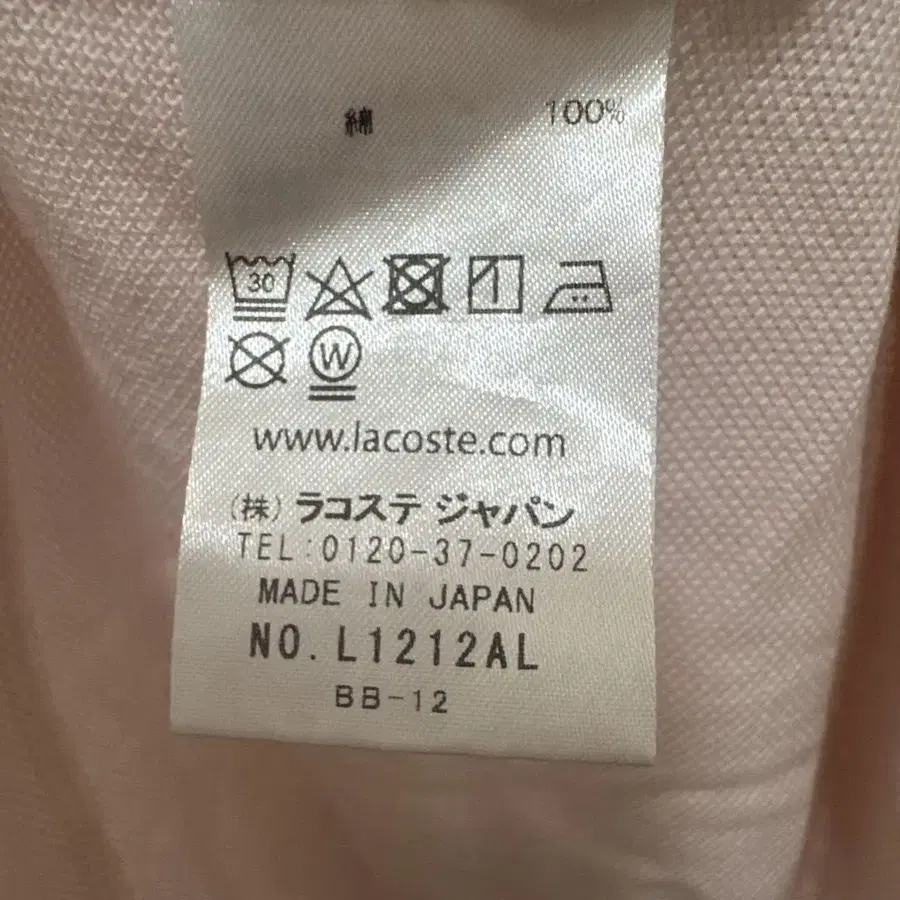 綿 100%
30
W
www.lacoste.com
(株) ラコステ ジャパン
TEL:0120-37-0202
MADE IN JAPAN
NO. L1212AL
BB-12